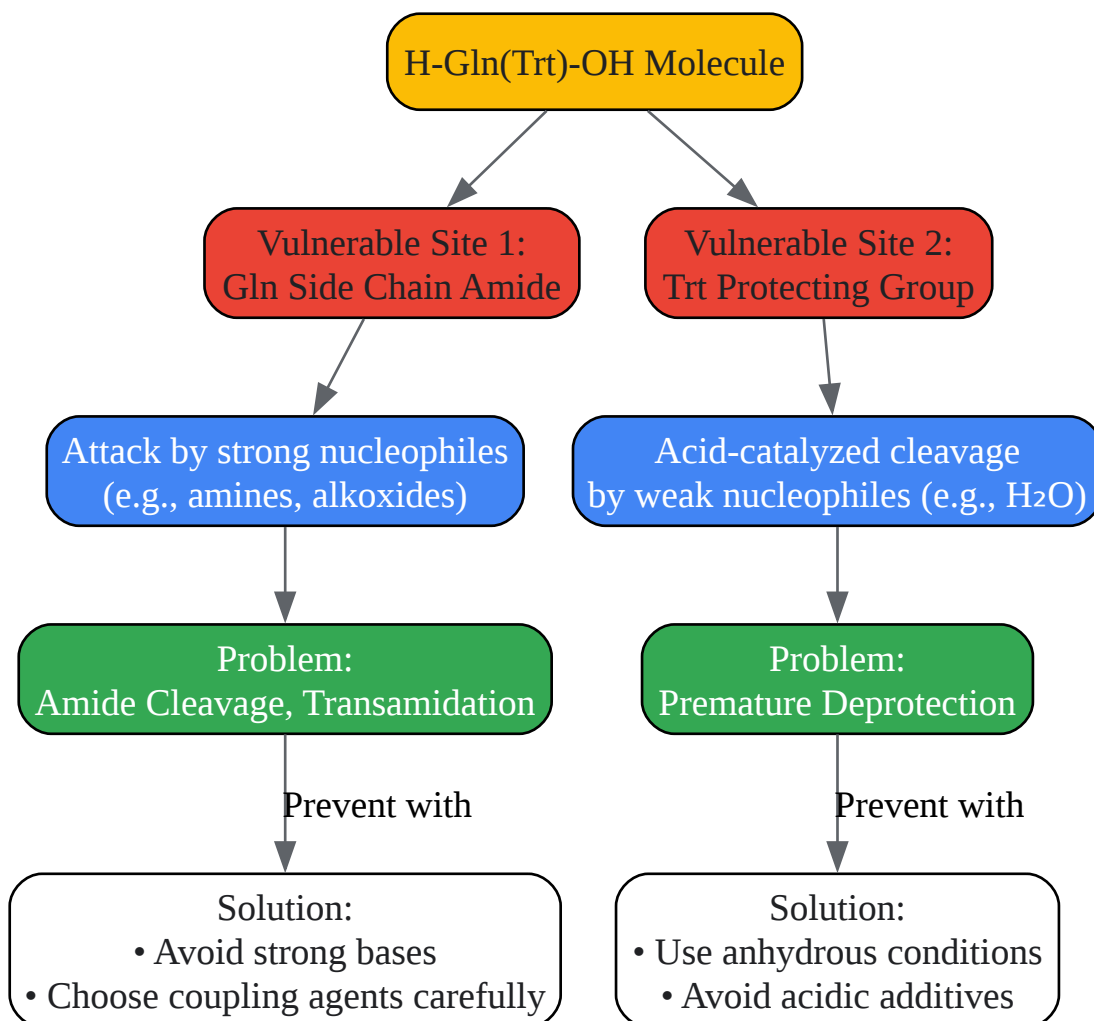 H-Gln(Trt)-OH Molecule
Vulnerable Site 1:
Gln Side Chain Amide
Vulnerable Site 2:
Trt Protecting Group
Attack by strong nucleophiles
(e.g., amines, alkoxides)
Acid-catalyzed cleavage
by weak nucleophiles (e.g., H₂O)
Problem:
Amide Cleavage, Transamidation
Problem:
Premature Deprotection
Prevent with
Prevent with
Solution:
• Avoid strong bases
• Choose coupling agents carefully
Solution:
• Use anhydrous conditions
• Avoid acidic additives